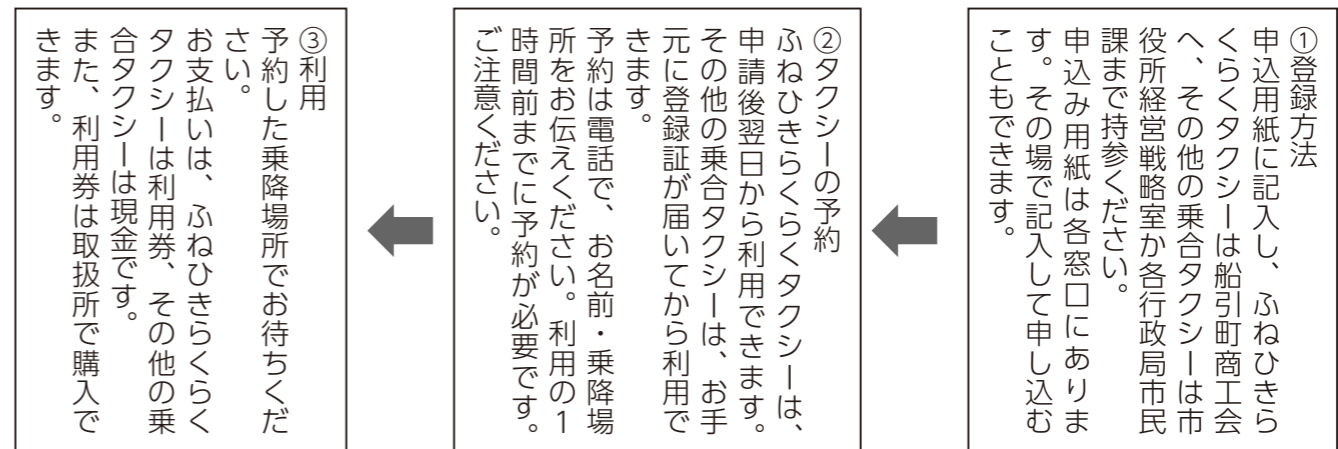 ①登録方法
申込用紙に記入し、ふねひきら
くらくタクシーは船引町商工会
へ、その他の乗合タクシーは市
役所経営戦略室か各行政局市民
課まで持参ください。
申込み用紙は各窓口にありま
す。その場で記入して申し込む
こともできます。
②タクシーの予約
ふねひきらくらくタクシーは、
申請後翌日から利用できます。
その他の乗合タクシーは、お手
元に登録証が届いてから利用で
きます。
予約は電話で、お名前・乗降場
所をお伝えください。利用の1
時間前までに予約が必要です。
ご注意ください。
③利用
予約した乗降場所でお待ちくだ
さい。
お支払いは、ふねひきらくらく
タクシーは利用券、その他の乗
合タクシーは現金です。
また、利用券は取扱所で購入で
きます。